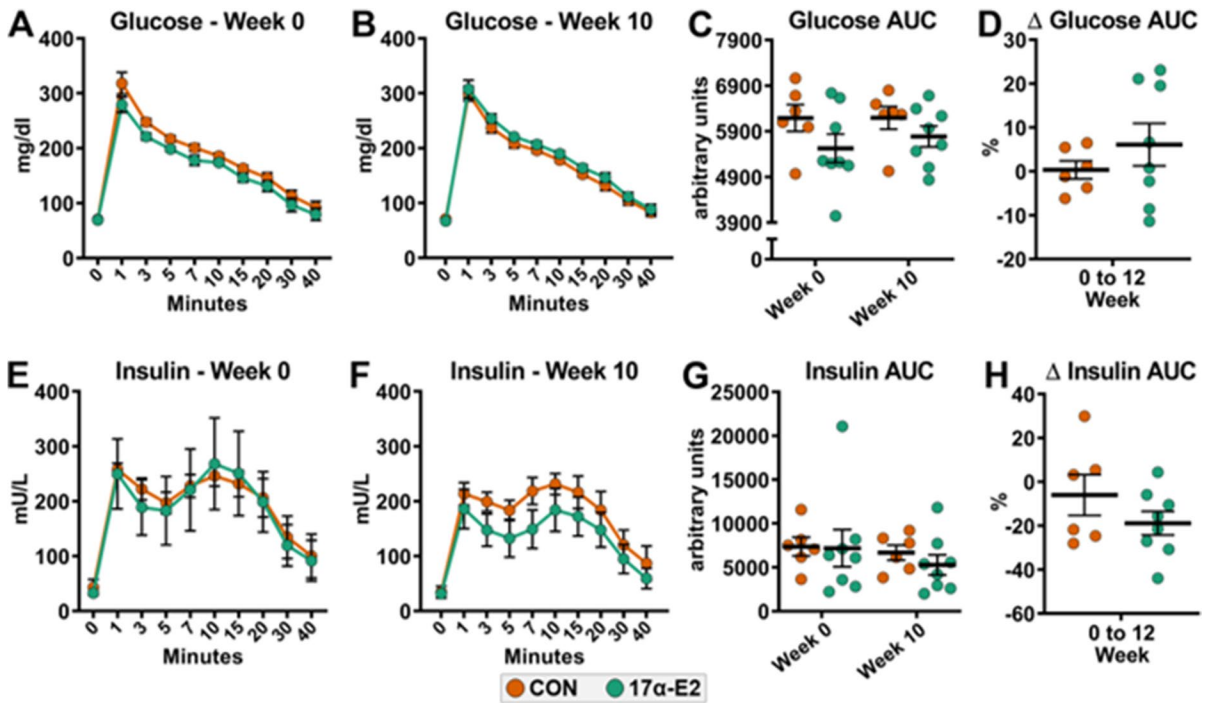 A Glucose - Week 0
400
300
200
100
0
mg/dl
0 1 3 5 7 10 15 20 30 40
Minutes
B Glucose - Week 10
400
300
200
100
0
mg/dl
0 1 3 5 7 10 15 20 30 40
Minutes
C Glucose AUC
7900
6900
5900
4900
3900
0
arbitrary units
Week 0 Week 10
D Δ Glucose AUC
30
20
10
0
-10
-20
%
0 to 12
Week
E Insulin - Week 0
400
300
200
100
0
mU/L
0 1 3 5 7 10 15 20 30 40
Minutes
F Insulin - Week 10
400
300
200
100
0
mU/L
0 1 3 5 7 10 15 20 30 40
Minutes
G Insulin AUC
25000
20000
15000
10000
5000
0
arbitrary units
Week 0 Week 10
H Δ Insulin AUC
40
20
0
-20
-40
-60
%
0 to 12
Week
CON 17α-E2